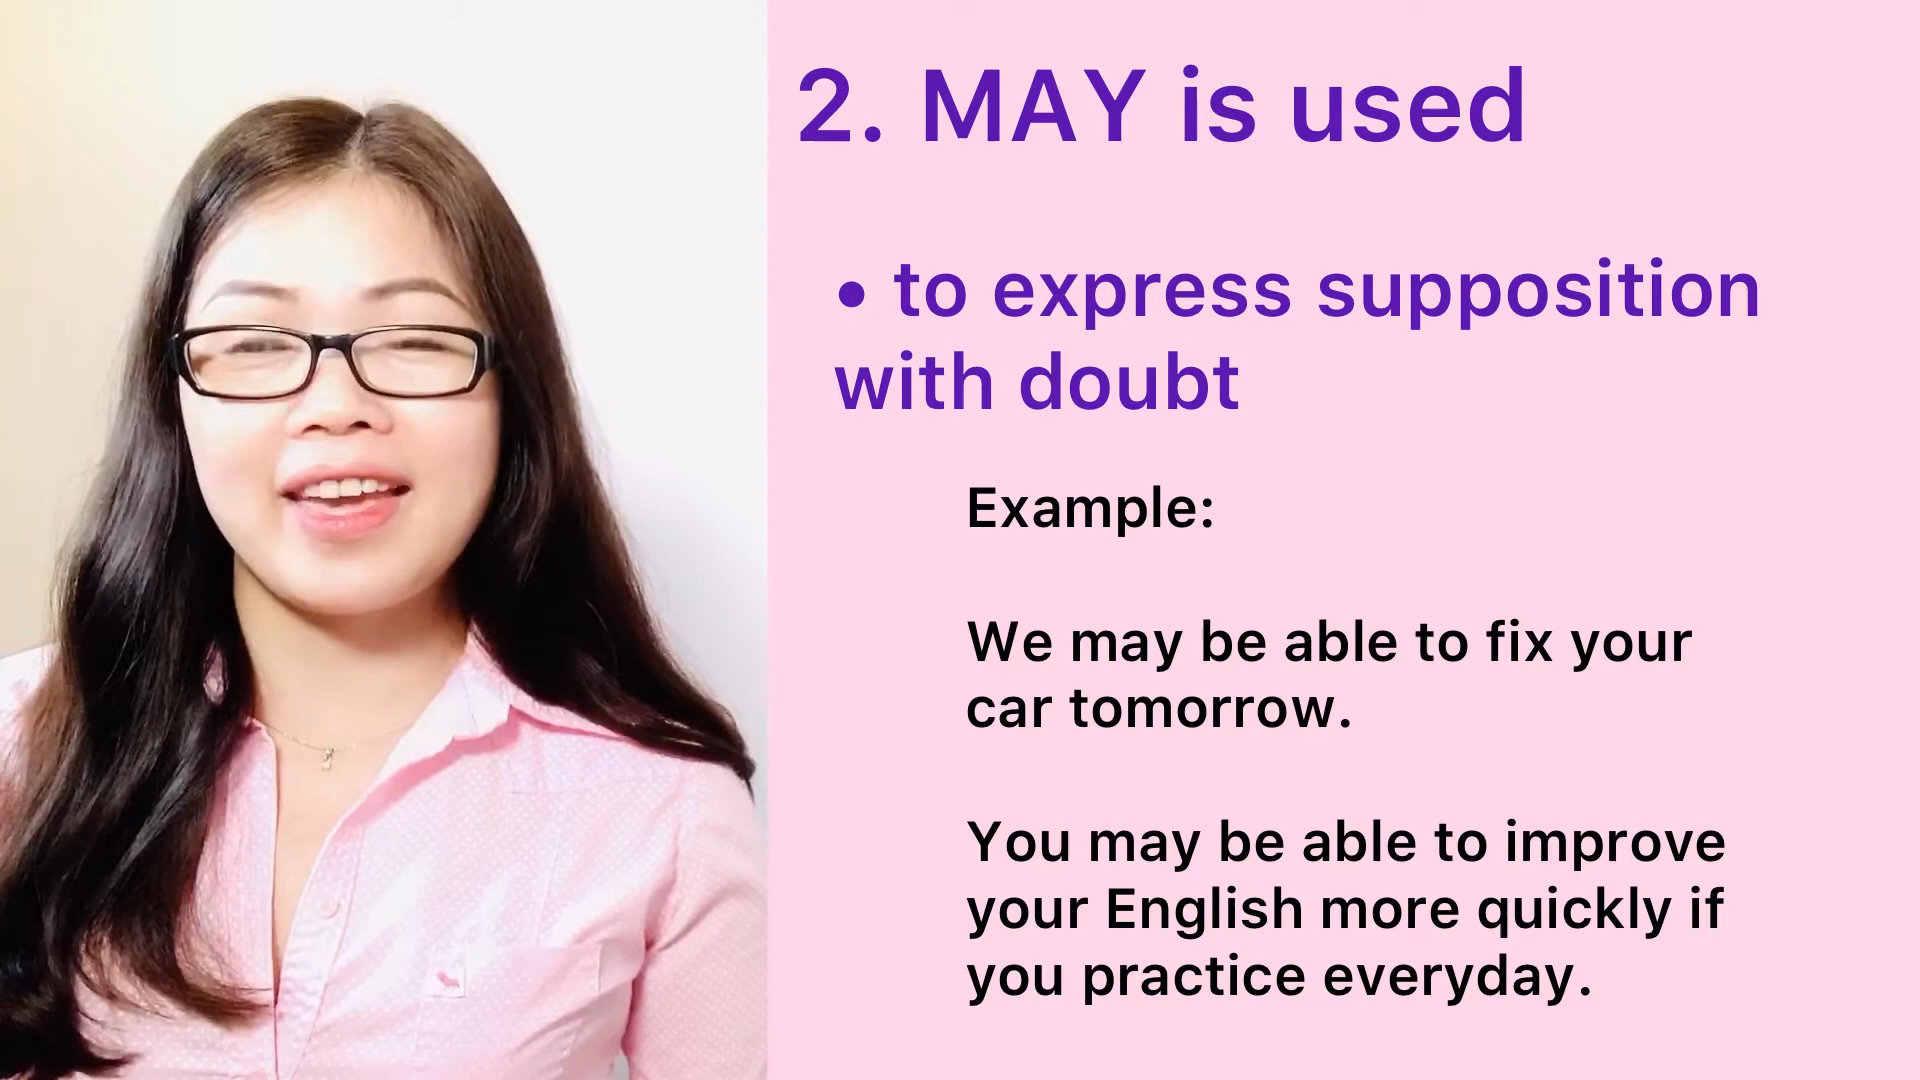 2. MAY is used
• to express supposition
with doubt
Example:
We may be able to fix your
car tomorrow.
You may be able to improve
your English more quickly if
you practice everyday.